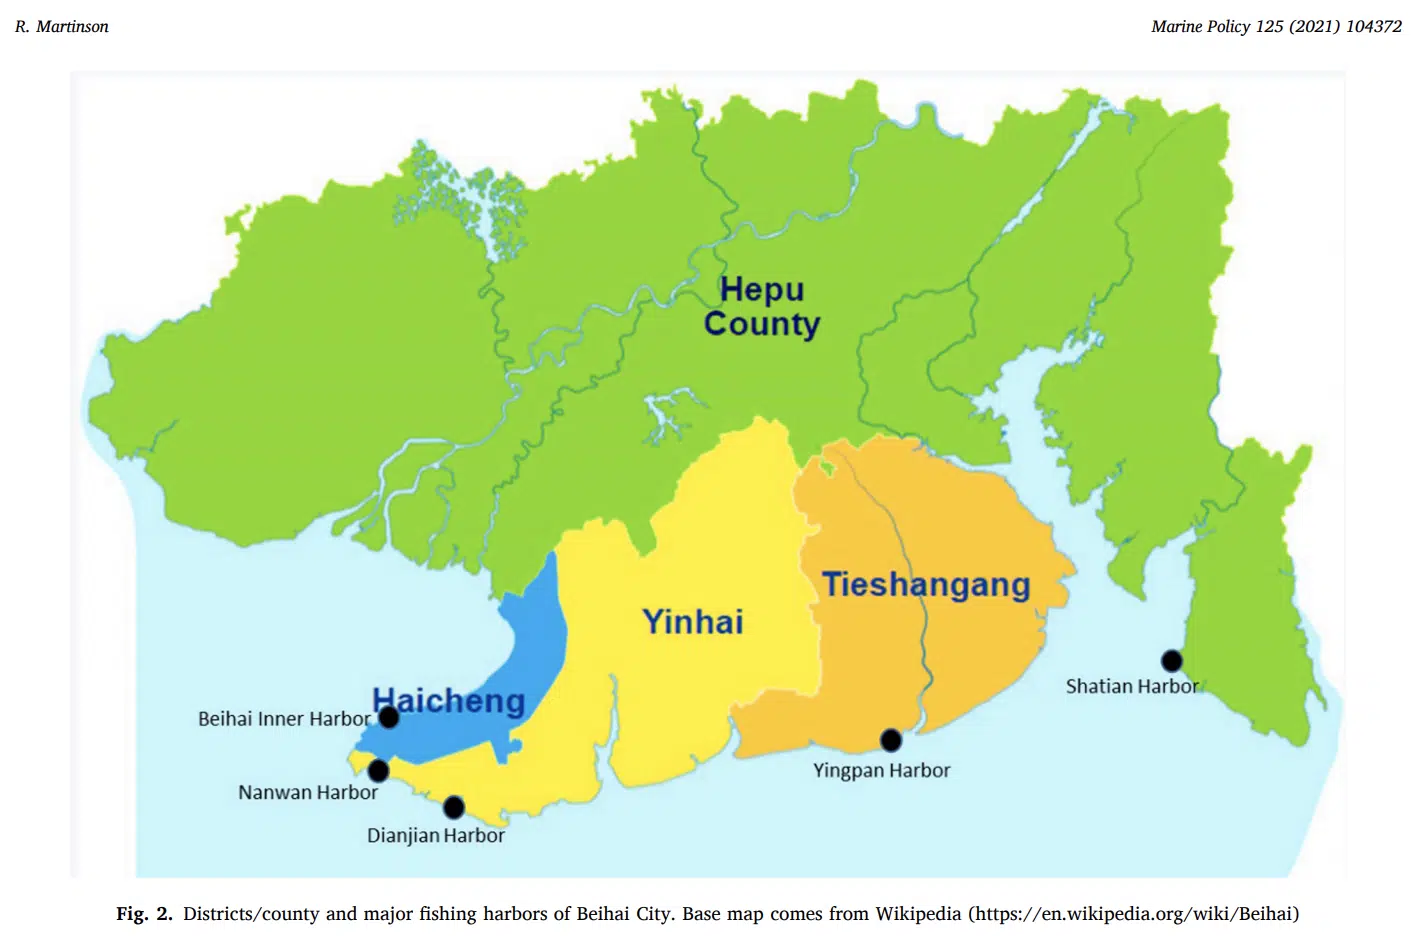 R. Martinson
Marine Policy 125 (2021) 104372
Hepu
County
Tieshangang
Yinhai
Shatian Harbor
Haicheng
Beihai Inner Harbor
Yingpan Harbor
Nanwan Harbor
Dianjian Harbor
Fig. 2. Districts/county and major fishing harbors of Beihai City. Base map comes from Wikipedia (https://en.wikipedia.org/wiki/Beihai)